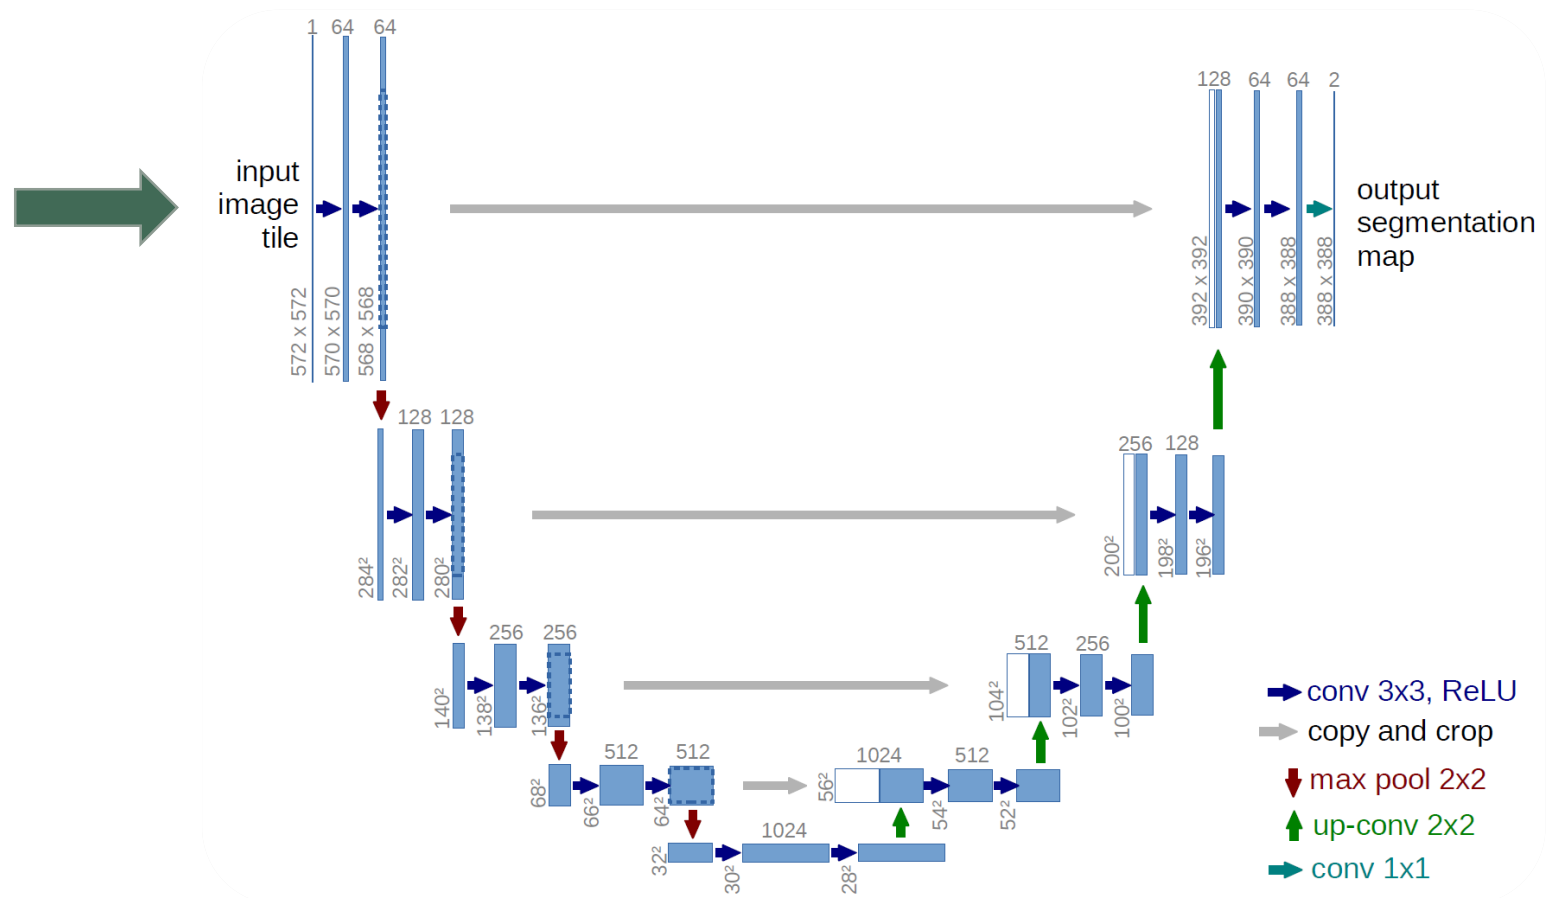 1 64 64
input
image
tile
572 x 572
570 x 570
568 x 568
128 64 64 2
392 x 392
390 x 390
388 x 388
388 x 388
output
segmentation
map
128 128
284²
282²
280²
256 128
200²
198²
196²
256 256
140²
138²
136²
512 256
104²
102²
100²
512 512
68²
66²
64²
1024 512
56²
54²
52²
1024
32²
30²
28²
conv 3x3, ReLU
copy and crop
max pool 2x2
up-conv 2x2
conv 1x1